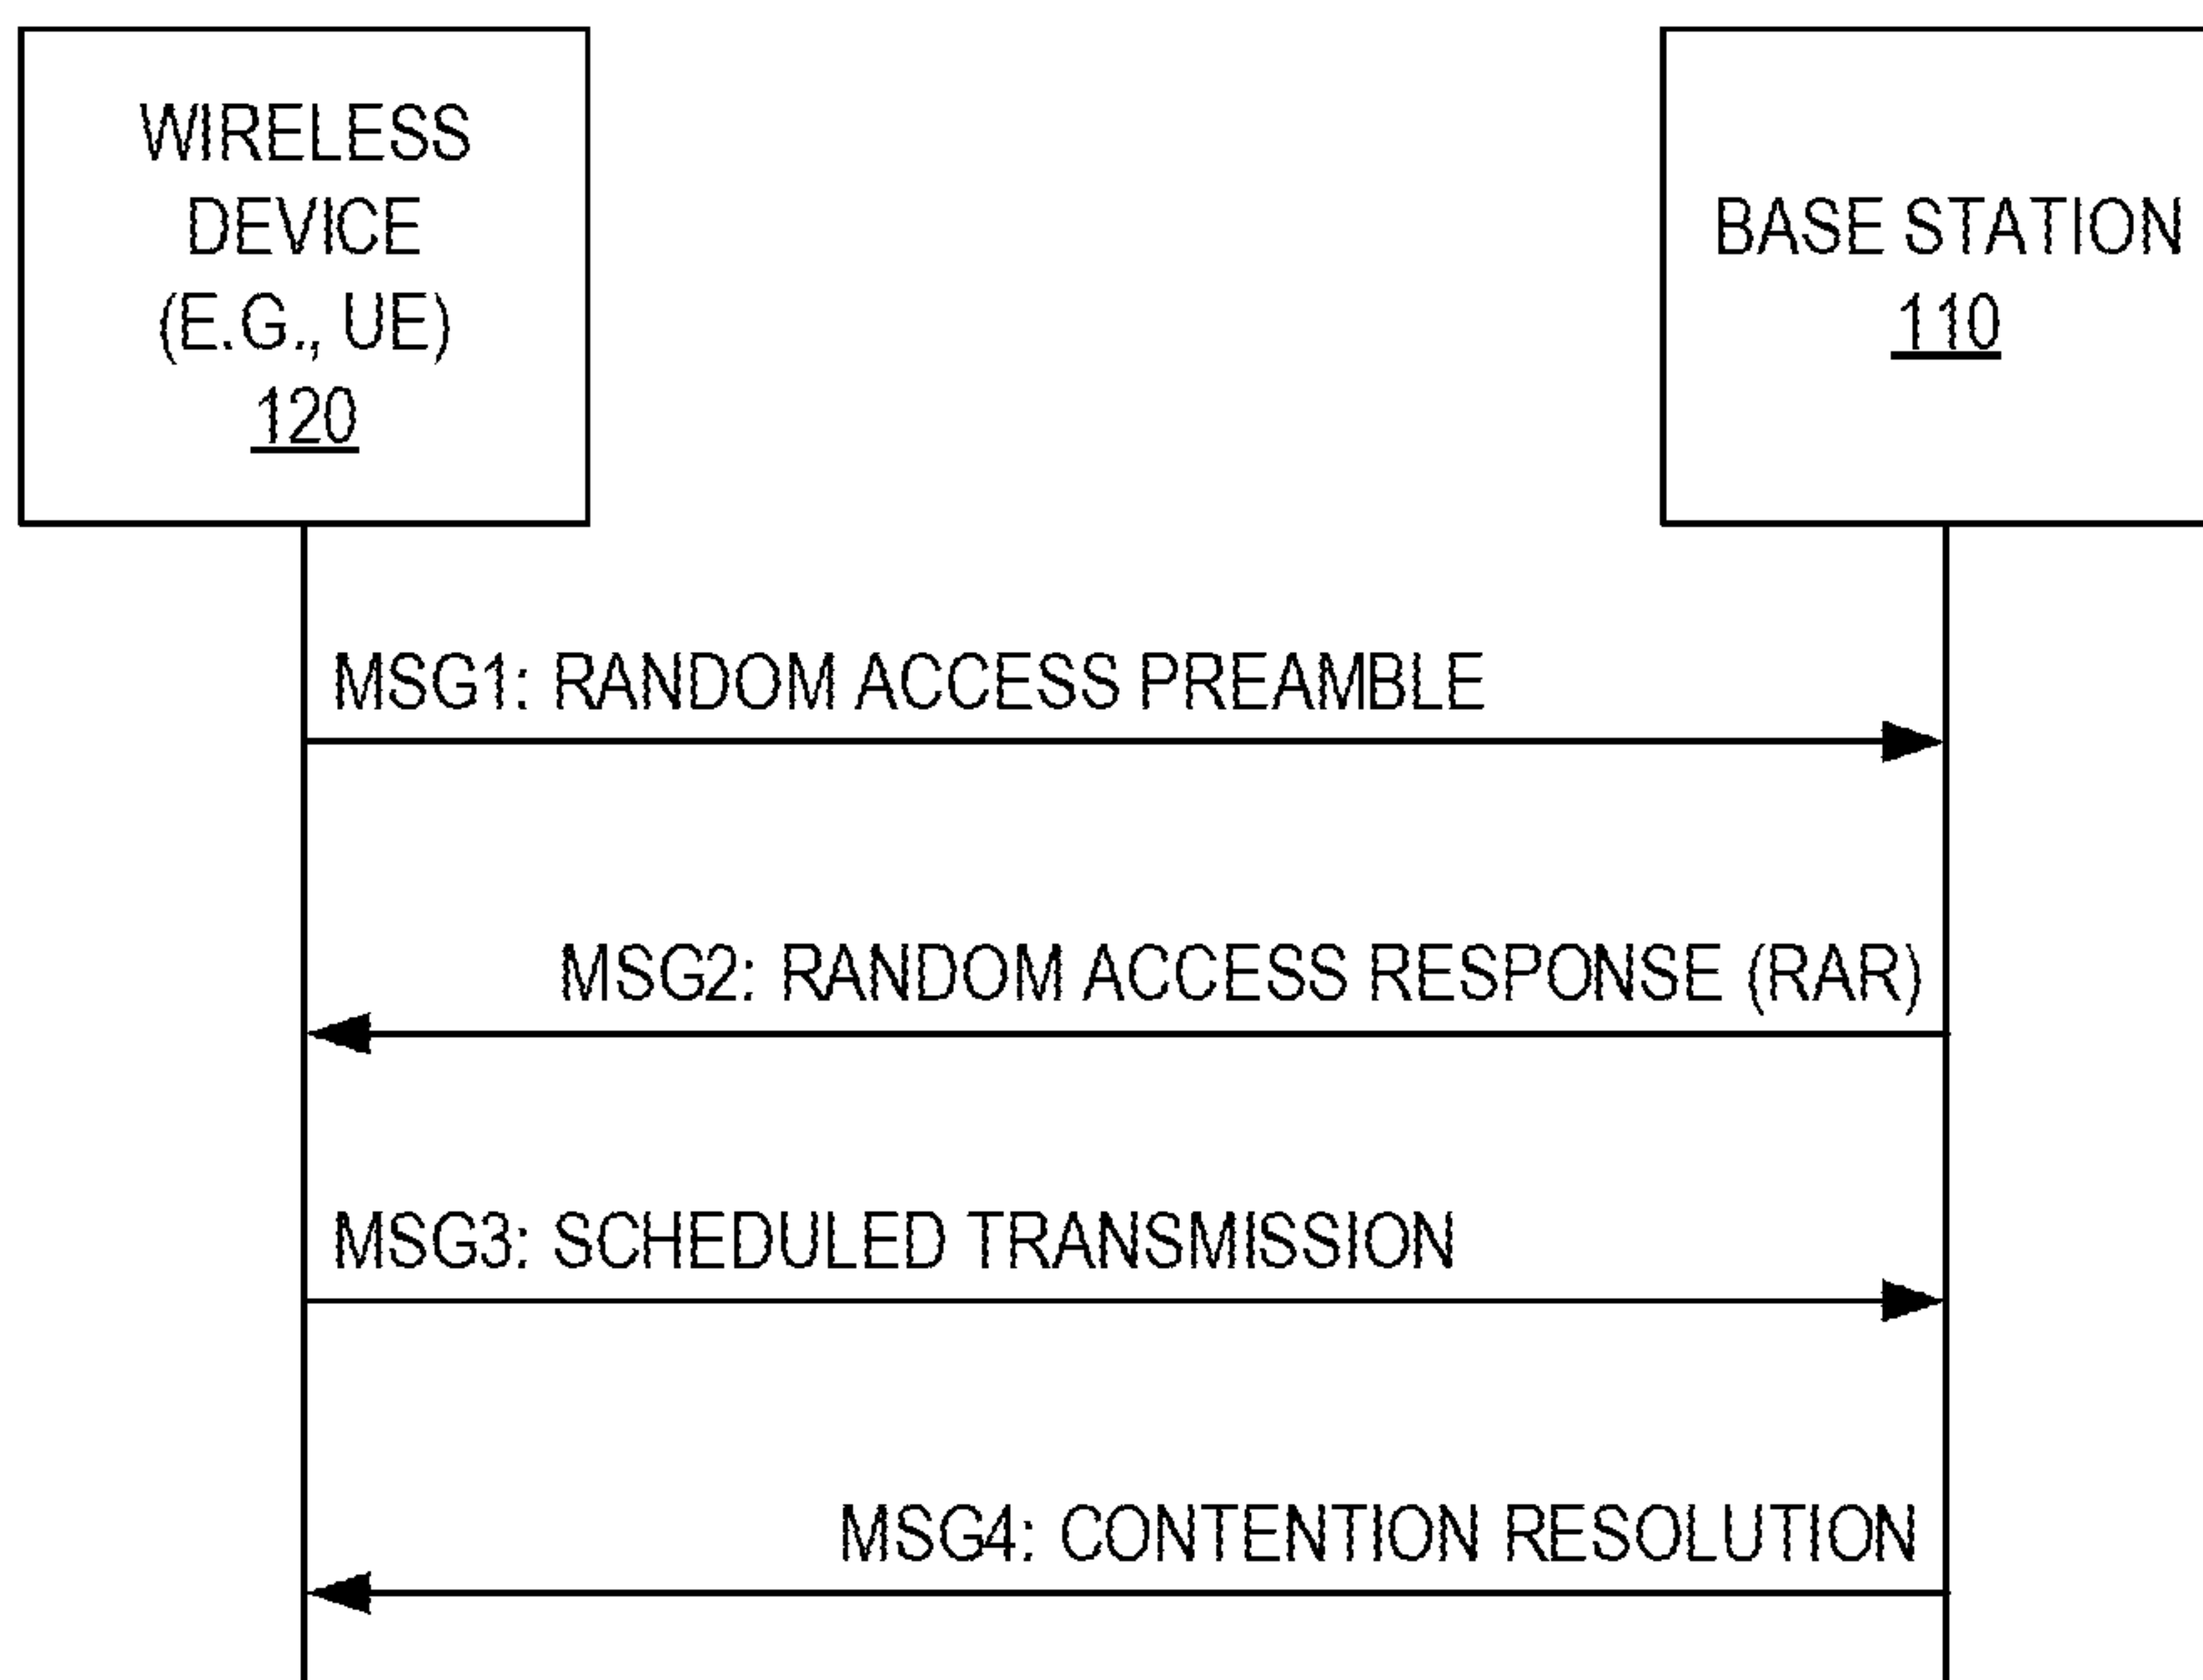 WIRELESS
DEVICE
(E.G., UE)
120
BASE STATION
110
MSG1: RANDOM ACCESS PREAMBLE
MSG2: RANDOM ACCESS RESPONSE (RAR)
MSG3: SCHEDULED TRANSMISSION
MSG4: CONTENTION RESOLUTION